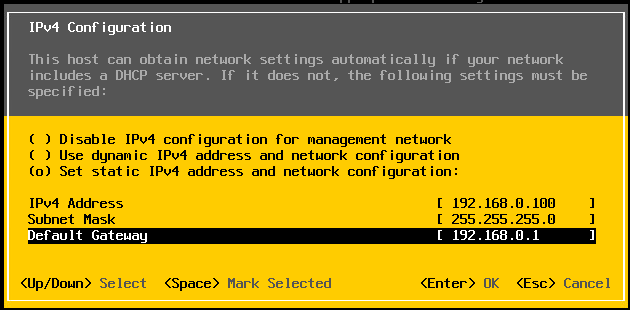 IPv4 Configuration
This host can obtain network settings automatically if your network
includes a DHCP server. If it does not, the following settings must be
specified:
( ) Disable IPv4 configuration for management network
( ) Use dynamic IPv4 address and network configuration
(o) Set static IPv4 address and network configuration:
IPv4 Address [ 192.168.0.100 ]
Subnet Mask [ 255.255.255.0 ]
Default Gateway [ 192.168.0.1 ]
<Up/Down> Select <Space> Mark Selected <Enter> OK <Esc> Cancel